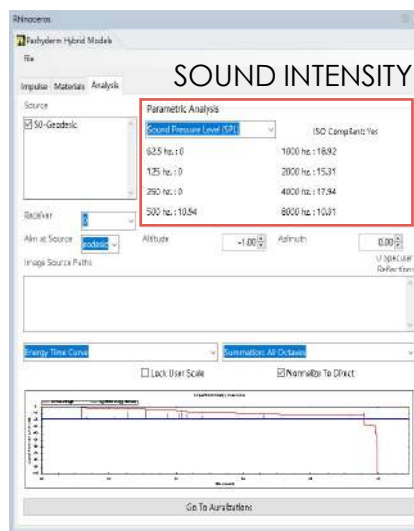 Rhinoceros
Pachyderm Hybrid Models
File
SOUND INTENSITY
Impulse Materials Analysis
Source
Parametric Analysis
S0-Geodesic
Sound Pressure Level (SPL)
ISO Compliant: Yes
62.5 hz. : 0
1000 hz. : 18.92
125 hz. : 0
2000 hz. : 15.31
250 hz. : 0
4000 hz. : 17.94
500 hz. : 10.94
8000 hz. : 10.31
Receiver
0
Aim at Source
Altitude
-1.00
Azimuth
0.00
Image Source Paths
Reflection
Energy Time Curve
Summation: All Octaves
Lock User Scale
Normalize To Direct
Go To Auralizations